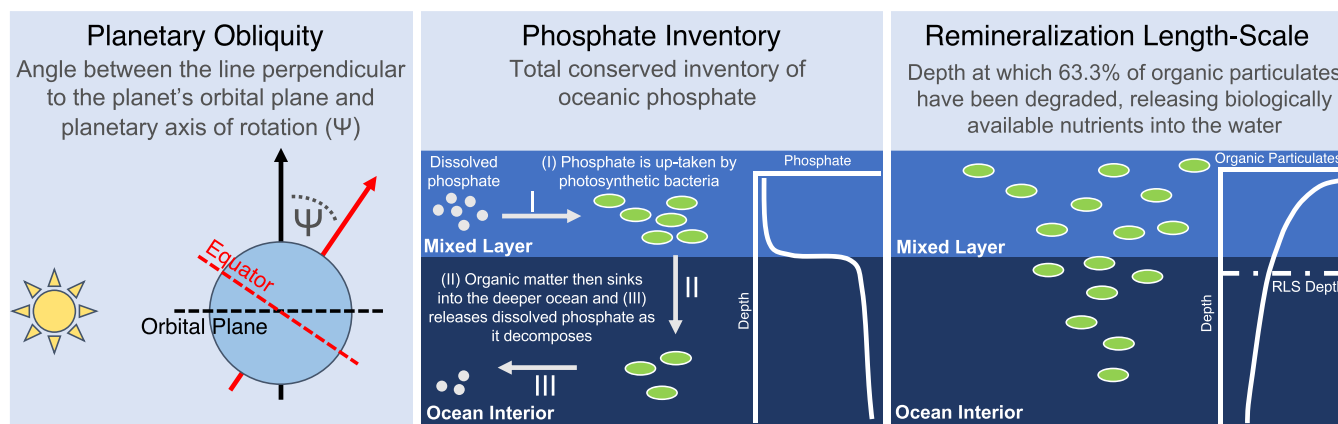 Planetary Obliquity
Angle between the line perpendicular
to the planet's orbital plane and
planetary axis of rotation (Ψ)
Ψ
Equator
Orbital Plane
Phosphate Inventory
Total conserved inventory of
oceanic phosphate
Dissolved
phosphate
(I) Phosphate is up-taken by
photosynthetic bacteria
I
Mixed Layer
(II) Organic matter then sinks
into the deeper ocean and (III)
releases dissolved phosphate as
it decomposes
II
III
Ocean Interior
Phosphate
Depth
Remineralization Length-Scale
Depth at which 63.3% of organic particulates
have been degraded, releasing biologically
available nutrients into the water
Mixed Layer
Ocean Interior
Organic Particulates
RLS Depth
Depth